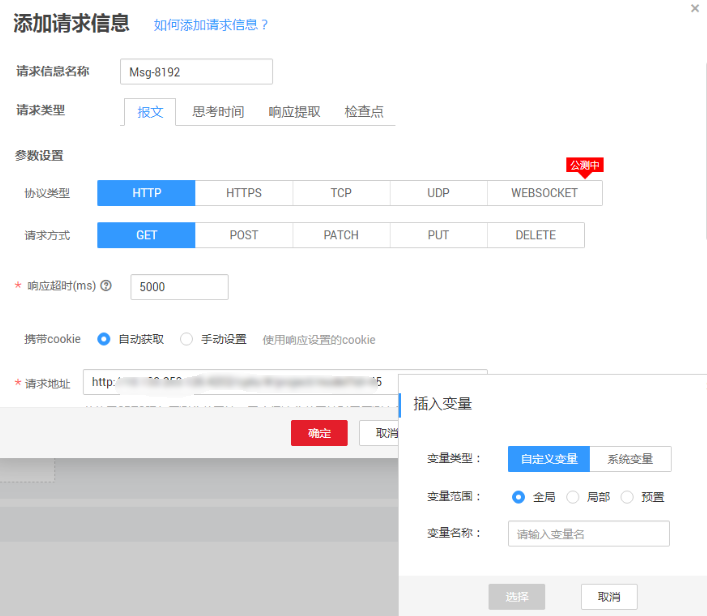 添加请求信息 如何添加请求信息？
请求信息名称 Msg-8192
请求类型 报文 思考时间 响应提取 检查点
参数设置
公测中
协议类型 HTTP HTTPS TCP UDP WEBSOCKET
请求方式 GET POST PATCH PUT DELETE
* 响应超时(ms) ? 5000
携带cookie 自动获取 手动设置 使用响应设置的cookie
* 请求地址 http:
确定 取消
插入变量
变量类型： 自定义变量 系统变量
变量范围： 全局 局部 预置
变量名称： 请输入变量名
选择 取消